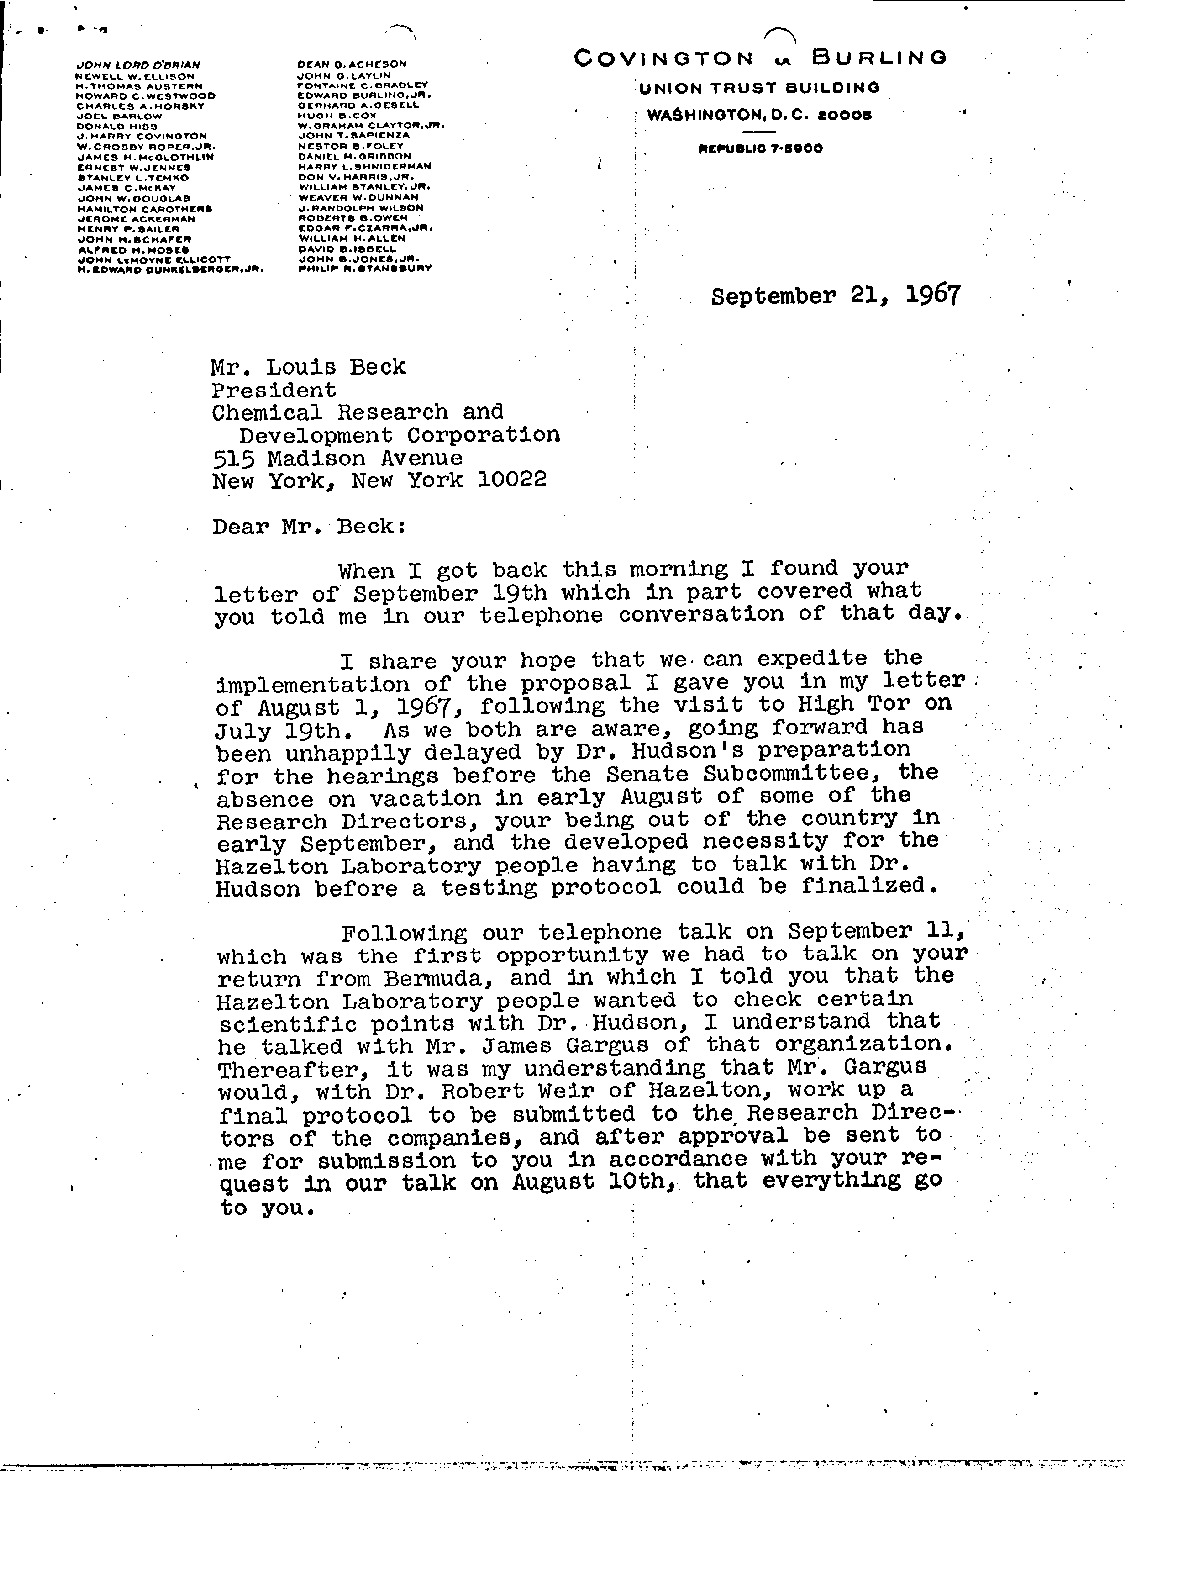 JOHN LORD O'BRIAN
NEWELL W. ELLISON
H. THOMAS AUSTERN
HOWARD C. WESTWOOD
CHARLES A. HORSKY
JOEL BARLOW
DONALD HISS
J. HARRY COVINGTON
W. CROSBY ROPER, JR.
JAMES H. McGLOTHLIN
ERNEST W. JENNES
STANLEY L. TEMKO
JAMES C. McKAY
JOHN W. DOUGLAS
HAMILTON CAROTHERS
JEROME ACKERMAN
HENRY P. SAILER
JOHN H. SCHAFER
ALFRED H. MOSES
JOHN LeMOYNE ELLICOTT
H. EDWARD DUNKELBERGER, JR.
DEAN G. ACHESON
JOHN G. LAYLIN
FONTAINE C. BRADLEY
EDWARD BURLING, JR.
GERHARD A. GESELL
HUGH B. COX
W. GRAHAM CLAYTOR, JR.
JOHN T. SAPIENZA
NESTOR S. FOLEY
DANIEL M. GRIBBON
HARRY L. SHNIDERMAN
DON V. HARRIS, JR.
WILLIAM STANLEY, JR.
WEAVER W. DUNNAN
J. RANDOLPH WILSON
ROBERTS B. OWEN
EDGAR F. CZARRA, JR.
WILLIAM H. ALLEN
DAVID B. ISBELL
JOHN B. JONES, JR.
PHILIP R. STANSBURY
COVINGTON & BURLING
UNION TRUST BUILDING
WASHINGTON, D. C. 20005
REPUBLIC 7-5900
September 21, 1967
Mr. Louis Beck
President
Chemical Research and
Development Corporation
515 Madison Avenue
New York, New York 10022
Dear Mr. Beck:
When I got back this morning I found your
letter of September 19th which in part covered what
you told me in our telephone conversation of that day.
I share your hope that we can expedite the
implementation of the proposal I gave you in my letter
of August 1, 1967, following the visit to High Tor on
July 19th. As we both are aware, going forward has
been unhappily delayed by Dr. Hudson's preparation
for the hearings before the Senate Subcommittee, the
absence on vacation in early August of some of the
Research Directors, your being out of the country in
early September, and the developed necessity for the
Hazelton Laboratory people having to talk with Dr.
Hudson before a testing protocol could be finalized.
Following our telephone talk on September 11,
which was the first opportunity we had to talk on your
return from Bermuda, and in which I told you that the
Hazelton Laboratory people wanted to check certain
scientific points with Dr. Hudson, I understand that
he talked with Mr. James Gargus of that organization.
Thereafter, it was my understanding that Mr. Gargus
would, with Dr. Robert Weir of Hazelton, work up a
final protocol to be submitted to the Research Direc-
tors of the companies, and after approval be sent to
me for submission to you in accordance with your re-
quest in our talk on August 10th, that everything go
to you.